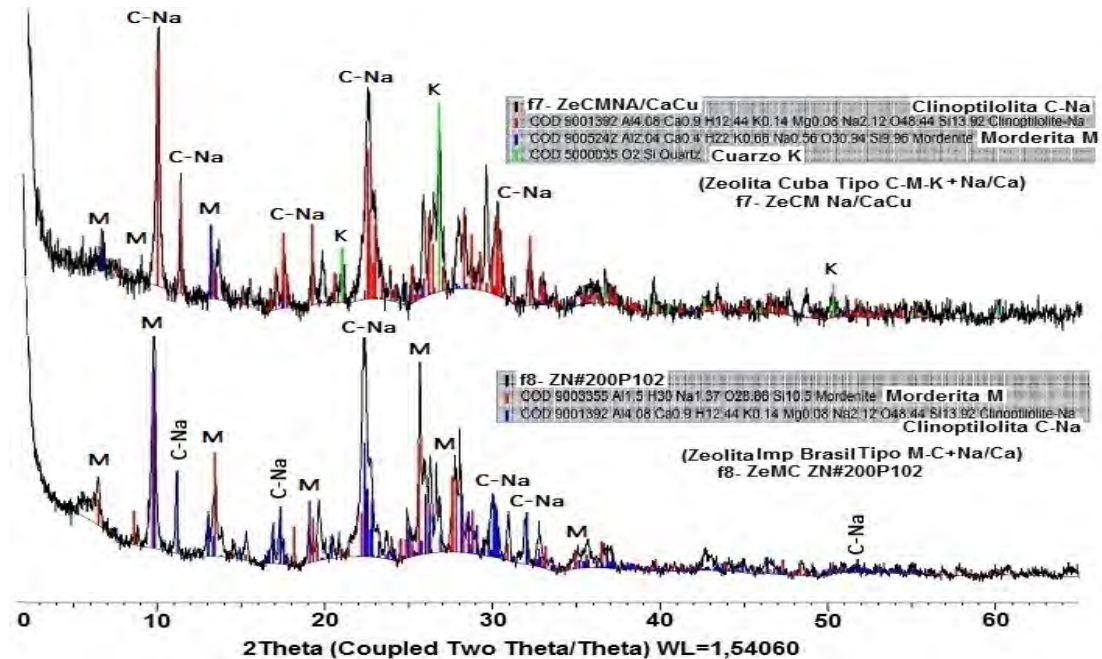 C-Na
C-Na
K
f7- ZeCMNA/CaCu Clinoptilolita C-Na
COD 9001392 Al4.08 Ca0.9 H12.44 K0.14 Mg0.08 Na2.12 O48.44 Si13.92 Clinoptilolite-Na
COD 9005242 Al2.04 Ca0.4 H22 K0.66 Na0.56 O30.94 Si9.96 Mordenite Morderita M
COD 5000035 O2 Si Quartz Cuarzo K
(Zeolita Cuba Tipo C-M-K+Na/Ca)
f7- ZeCM Na/CaCu
C-Na
M
M
M
C-Na
K
C-Na
K
M
C-Na
M
f8- ZN#200P102
COD 9003355 Al1.5 H30 Na1.37 O28.86 Si10.5 Mordenite Morderita M
COD 9001392 Al4.08 Ca0.9 H12.44 K0.14 Mg0.08 Na2.12 O48.44 Si13.92 Clinoptilolite-Na
Clinoptilolita C-Na
(Zeolita Imp Brasil Tipo M-C+Na/Ca)
f8- ZeMC ZN#200P102
M
C-Na
M
C-Na
M
M
C-Na
C-Na
M
C-Na
0 10 20 30 40 50 60
2Theta (Coupled Two Theta/Theta) WL=1,54060